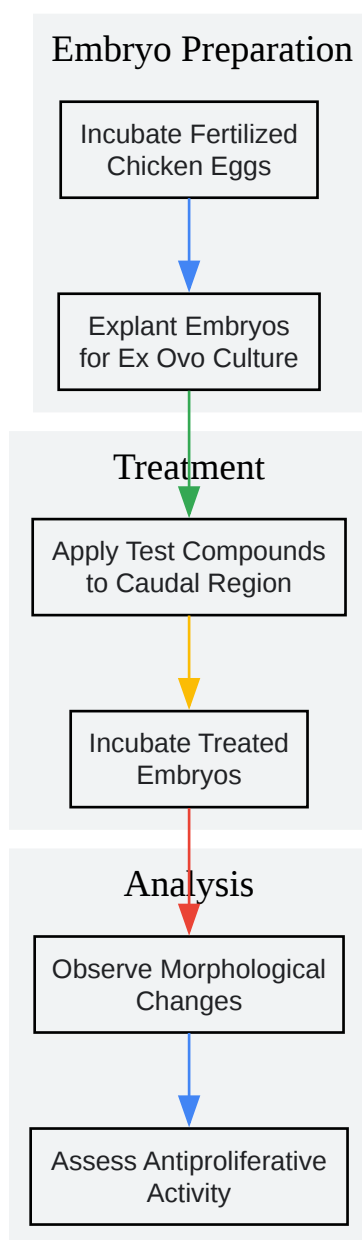 Embryo Preparation
Incubate Fertilized
Chicken Eggs
Explant Embryos
for Ex Ovo Culture
Treatment
Apply Test Compounds
to Caudal Region
Incubate Treated
Embryos
Analysis
Observe Morphological
Changes
Assess Antiproliferative
Activity